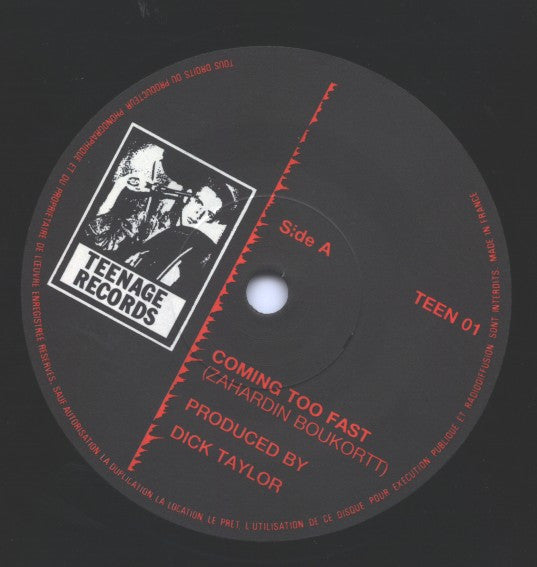 TEENAGE
RECORDS
Side A
TEEN 01
COMING TOO FAST
(ZAHARDIN BOUKORTT)
PRODUCED BY
DICK TAYLOR
TOUS DROITS DU PRODUCTEUR PHONOGRAPHIQUE ET DU PROPRIETAIRE DE L'ŒUVRE ENREGISTREE RESERVES. SAUF AUTORISATION LA DUPLICATION LA LOCATION LE PRET, L'UTILISATION DE CE DISQUE POUR EXECUTION PUBLIQUE ET RADIODIFFUSION SONT INTERDITS. MADE IN FRANCE